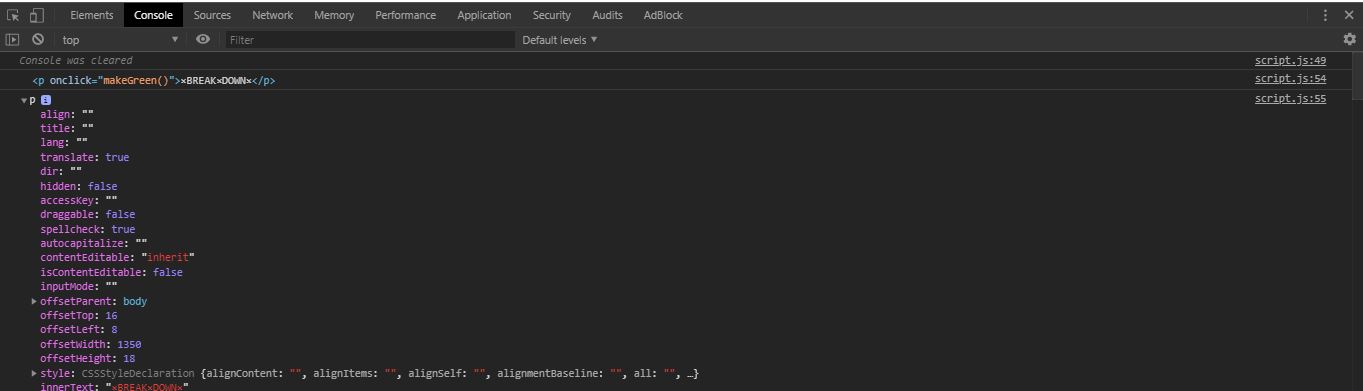 Elements Console Sources Network Memory Performance Application Security Audits AdBlock
top Filter Default levels
Console was cleared script.js:49
<p onclick="makeGreen()">×BREAK×DOWN×</p> script.js:54
p i script.js:55
align: ""
title: ""
lang: ""
translate: true
dir: ""
hidden: false
accessKey: ""
draggable: false
spellcheck: true
autocapitalize: ""
contentEditable: "inherit"
isContentEditable: false
inputMode: ""
offsetParent: body
offsetTop: 16
offsetLeft: 8
offsetWidth: 1350
offsetHeight: 18
style: CSSStyleDeclaration {alignContent: "", alignItems: "", alignSelf: "", alignmentBaseline: "", all: "", …}
innerText: "×BREAK×DOWN×"